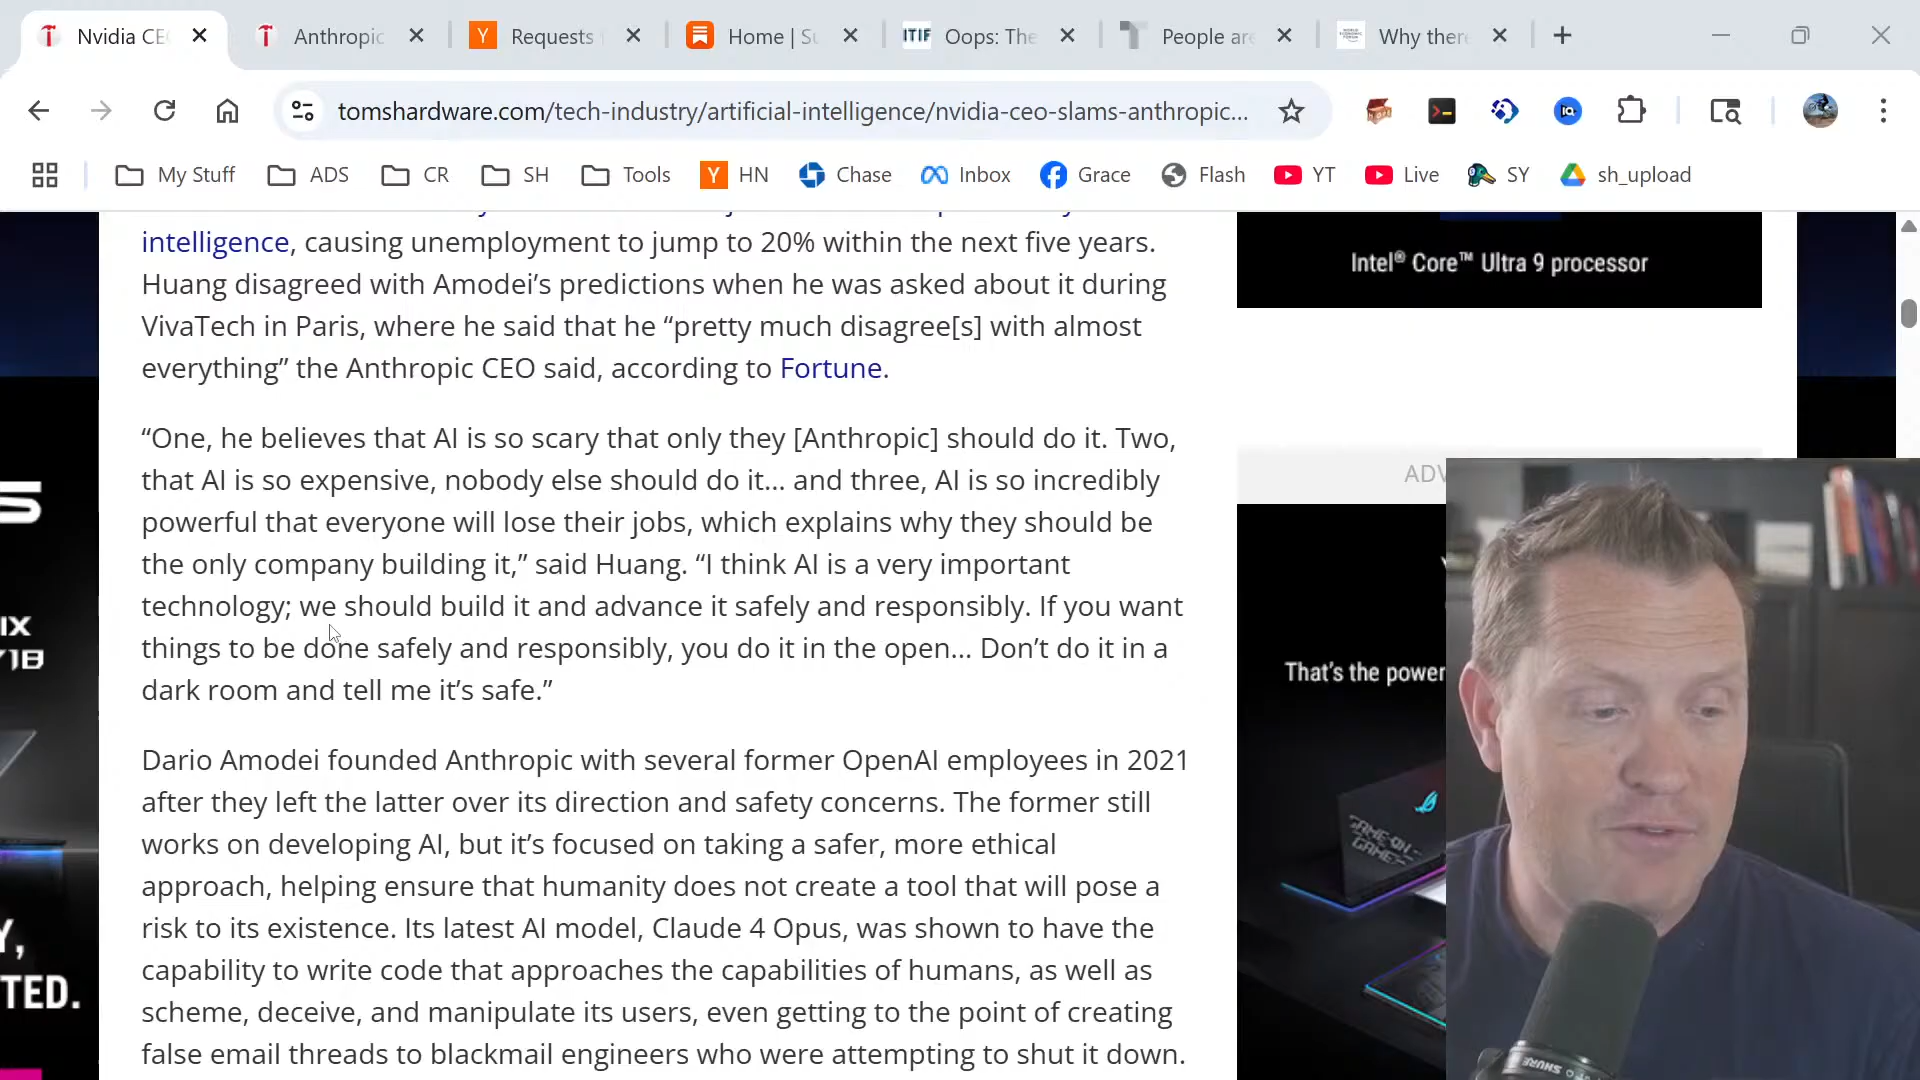 Nvidia CE
Anthropic
Requests
Home | Su
ITIF
Oops: The
People are
Why there
tomshardware.com/tech-industry/artificial-intelligence/nvidia-ceo-slams-anthropic...
My Stuff
ADS
CR
SH
Tools
HN
Chase
Inbox
Grace
Flash
YT
Live
SY
sh_upload
intelligence, causing unemployment to jump to 20% within the next five years.
Huang disagreed with Amodei’s predictions when he was asked about it during
VivaTech in Paris, where he said that he “pretty much disagree[s] with almost
everything” the Anthropic CEO said, according to Fortune.
“One, he believes that AI is so scary that only they [Anthropic] should do it. Two,
that AI is so expensive, nobody else should do it… and three, AI is so incredibly
powerful that everyone will lose their jobs, which explains why they should be
the only company building it,” said Huang. “I think AI is a very important
technology; we should build it and advance it safely and responsibly. If you want
things to be done safely and responsibly, you do it in the open… Don’t do it in a
dark room and tell me it’s safe.”
Dario Amodei founded Anthropic with several former OpenAI employees in 2021
after they left the latter over its direction and safety concerns. The former still
works on developing AI, but it’s focused on taking a safer, more ethical
approach, helping ensure that humanity does not create a tool that will pose a
risk to its existence. Its latest AI model, Claude 4 Opus, was shown to have the
capability to write code that approaches the capabilities of humans, as well as
scheme, deceive, and manipulate its users, even getting to the point of creating
false email threads to blackmail engineers who were attempting to shut it down.
Intel® Core™ Ultra 9 processor
ADV
That’s the power
S
IX
/18
Y,
TED.
SHURE